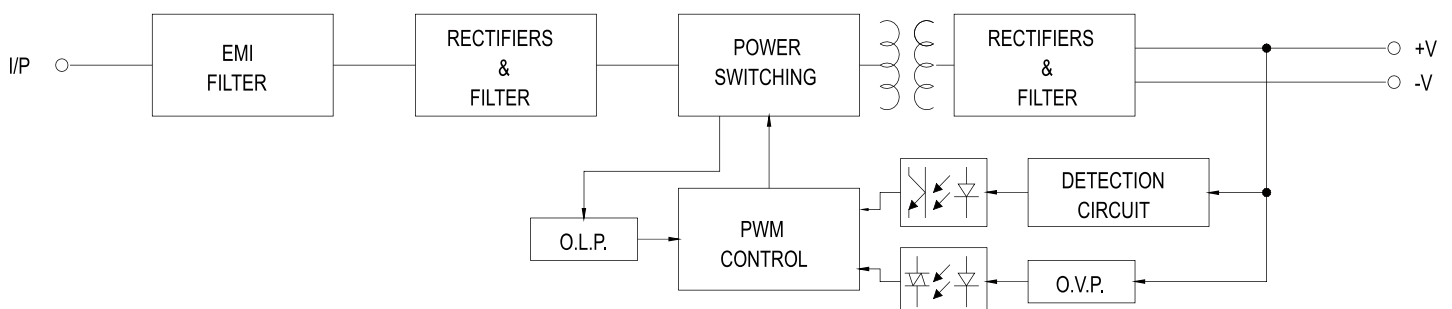 I/P
EMI
FILTER
RECTIFIERS
&
FILTER
POWER
SWITCHING
RECTIFIERS
&
FILTER
+V
-V
O.L.P.
PWM
CONTROL
DETECTION
CIRCUIT
O.V.P.